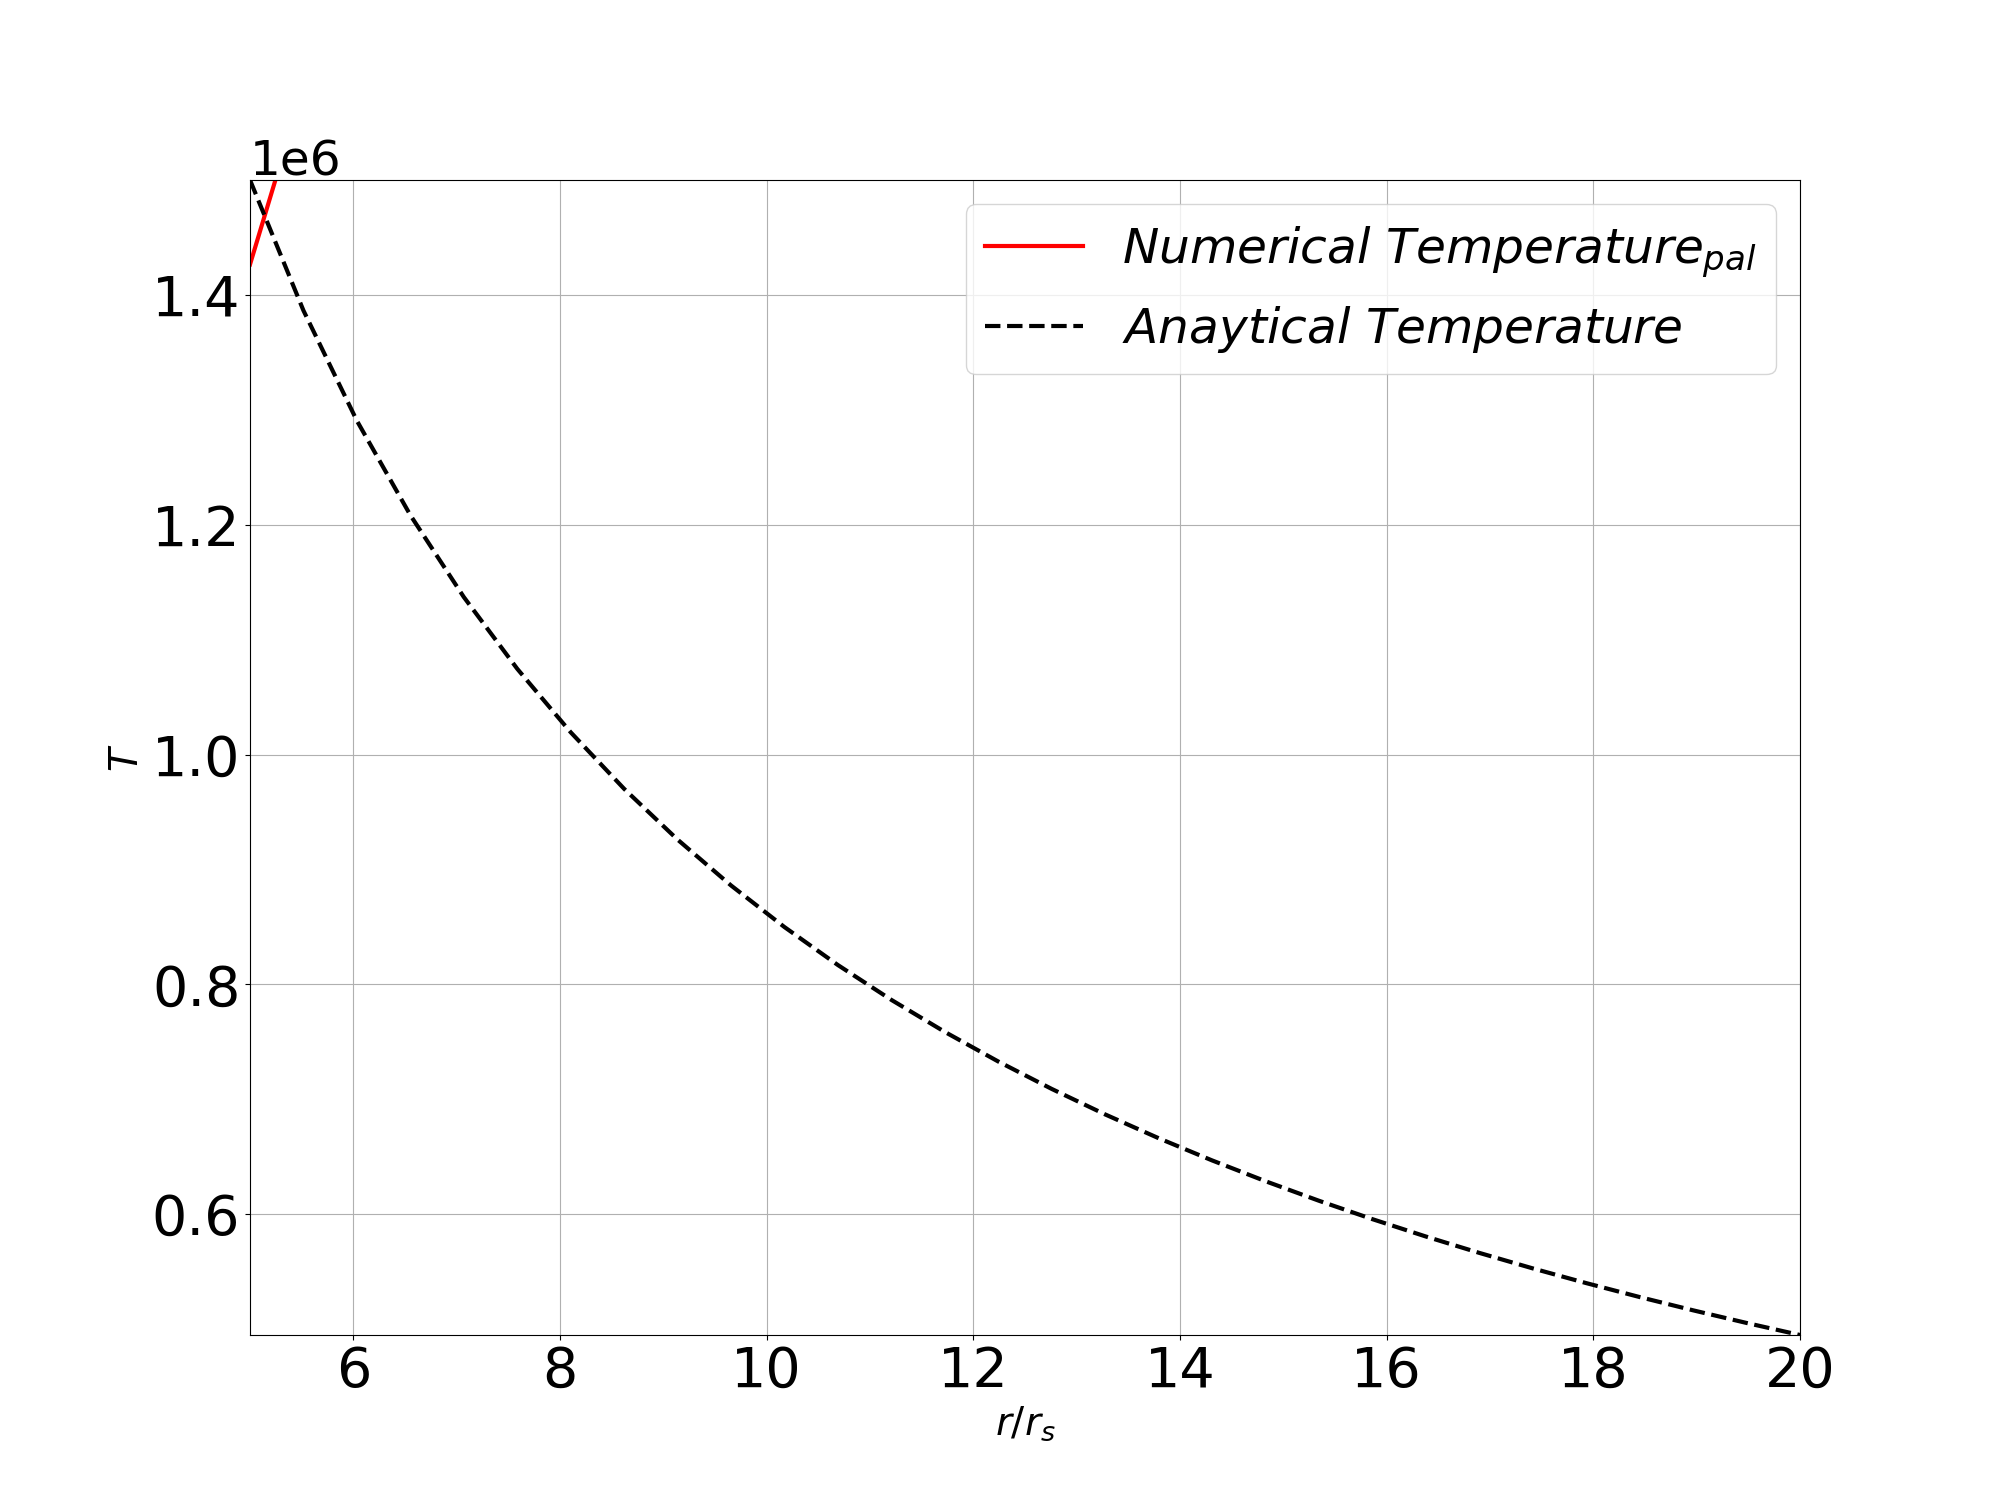 1e6
Numerical Temperature_pal
Anaytical Temperature
1.4
1.2
1.0
0.8
0.6
T
6 8 10 12 14 16 18 20
r/r_s